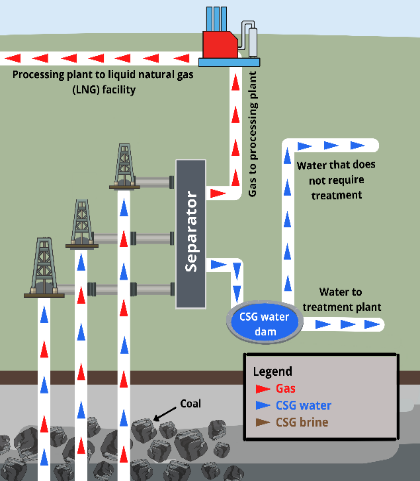 Processing plant to liquid natural gas
(LNG) facility
Gas to processing plant
Separator
Water that does
not require
treatment
Water to
treatment plant
CSG water
dam
Coal
Legend
Gas
CSG water
CSG brine